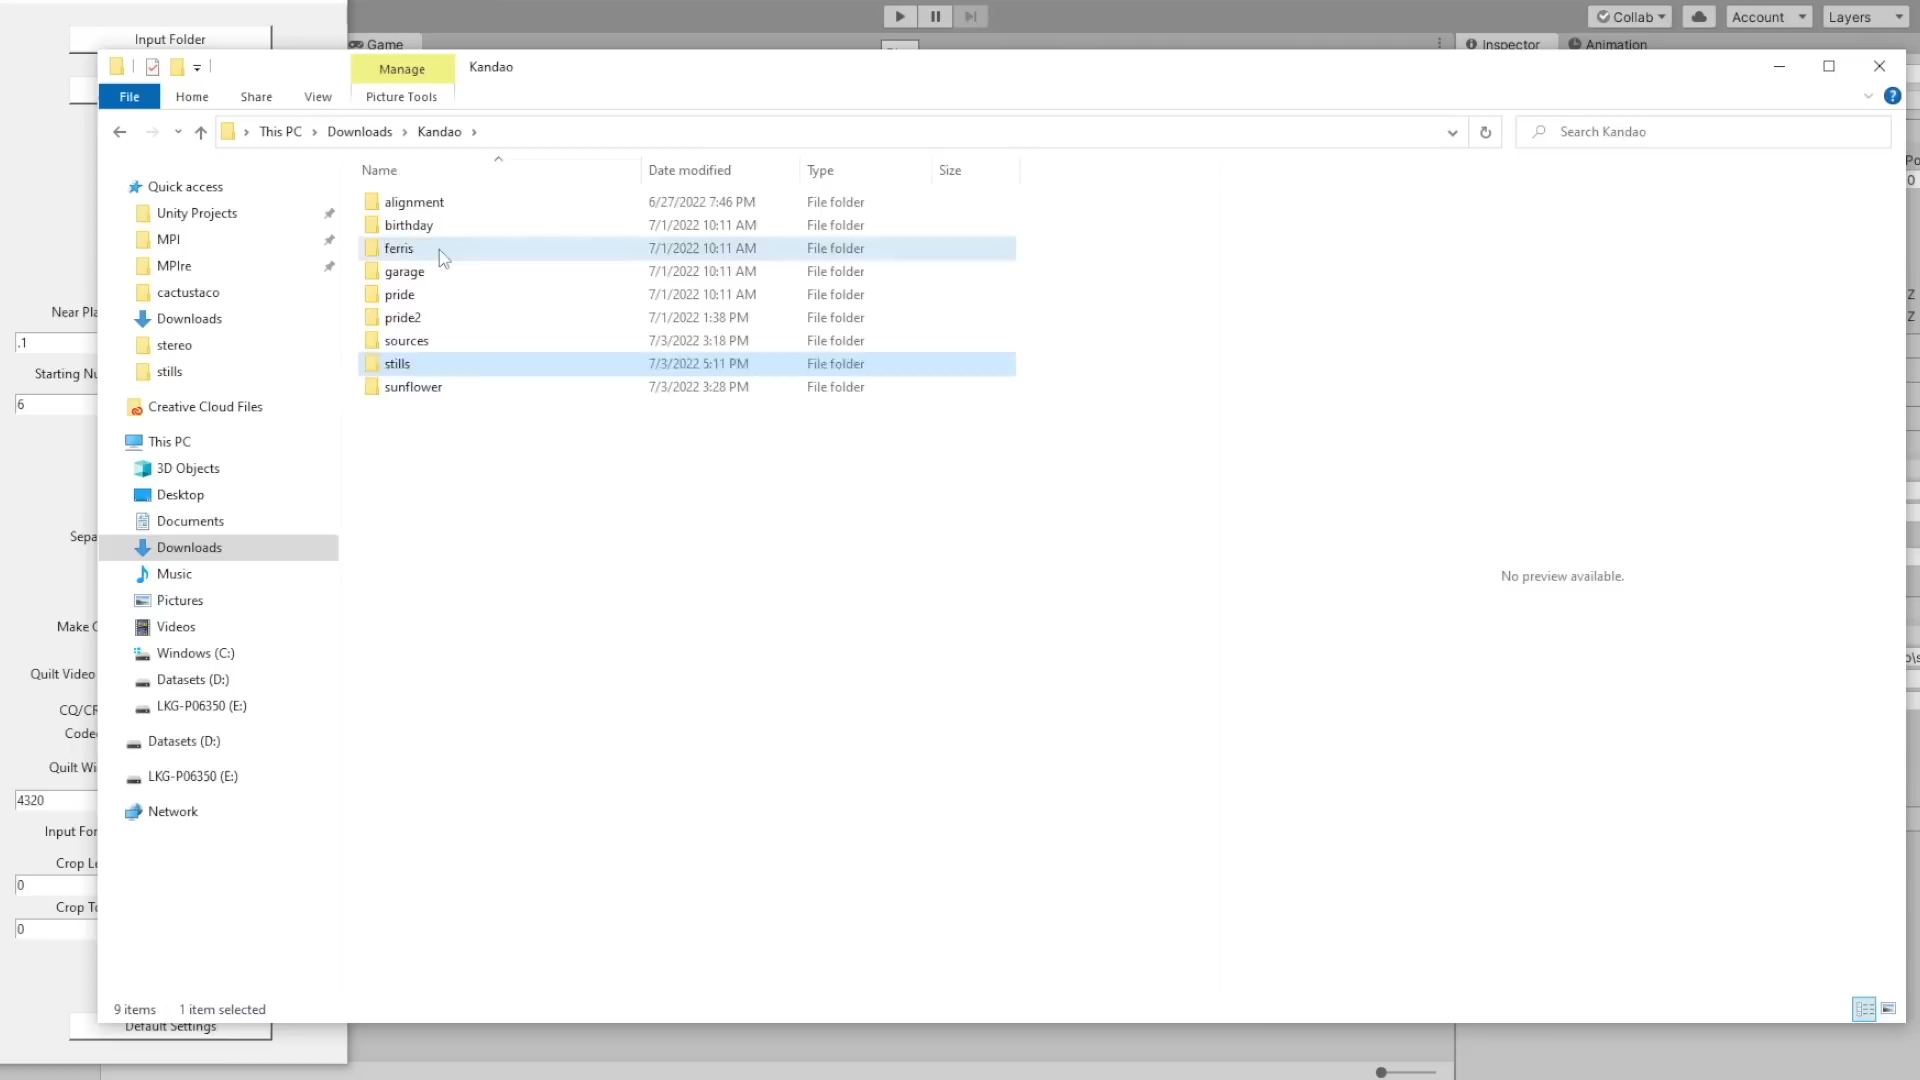 Input Folder
Collab
Account
Layers
Game
Inspector
Animation
Manage
Kandao
File
Home
Share
View
Picture Tools
This PC > Downloads > Kandao >
Search Kandao
Name
Date modified
Type
Size
Quick access
Unity Projects
MPI
MPIre
cactustaco
Downloads
stereo
stills
Creative Cloud Files
This PC
3D Objects
Desktop
Documents
Downloads
Music
Pictures
Videos
Windows (C:)
Datasets (D:)
LKG-P06350 (E:)
Datasets (D:)
LKG-P06350 (E:)
Network
alignment 6/27/2022 7:46 PM File folder
birthday 7/1/2022 10:11 AM File folder
ferris 7/1/2022 10:11 AM File folder
garage 7/1/2022 10:11 AM File folder
pride 7/1/2022 10:11 AM File folder
pride2 7/1/2022 1:38 PM File folder
sources 7/3/2022 3:18 PM File folder
stills 7/3/2022 5:11 PM File folder
sunflower 7/3/2022 3:28 PM File folder
No preview available.
9 items 1 item selected
Near Pla
.1
Starting Nu
6
Sepa
Make
Quilt Video
CQ/CR
Code
Quilt Wi
4320
Input For
Crop Le
0
Crop To
0
Default Settings
Po
0
Z
Z